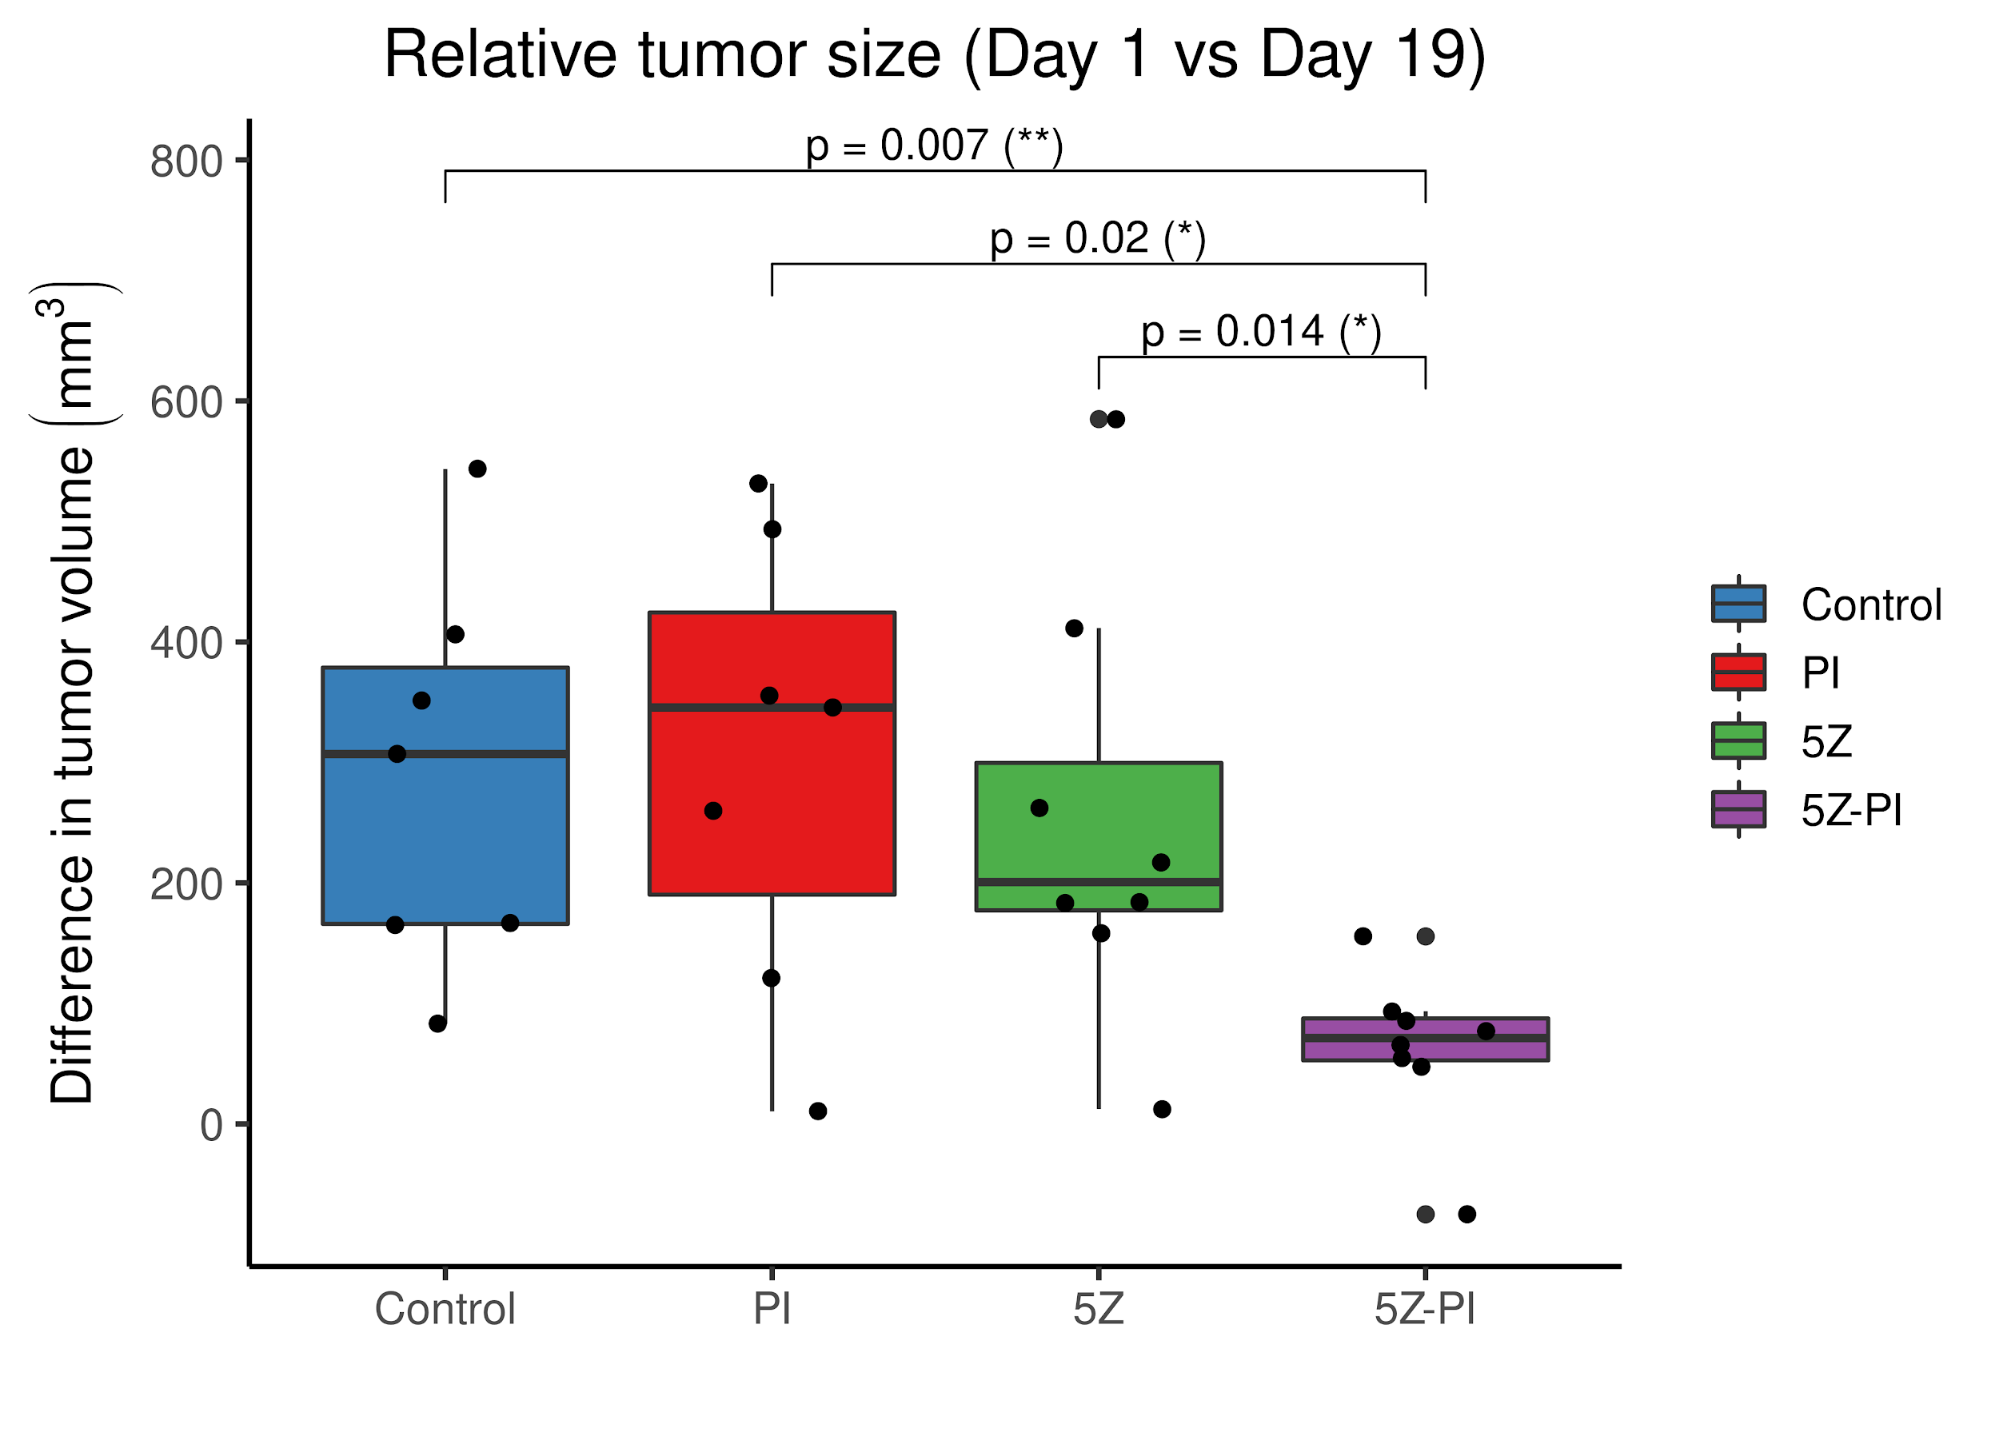 Relative tumor size (Day 1 vs Day 19)
Difference in tumor volume (mm³)
800
600
400
200
0
p = 0.007 (**)
p = 0.02 (*)
p = 0.014 (*)
Control
PI
5Z
5Z-PI
Control
PI
5Z
5Z-PI